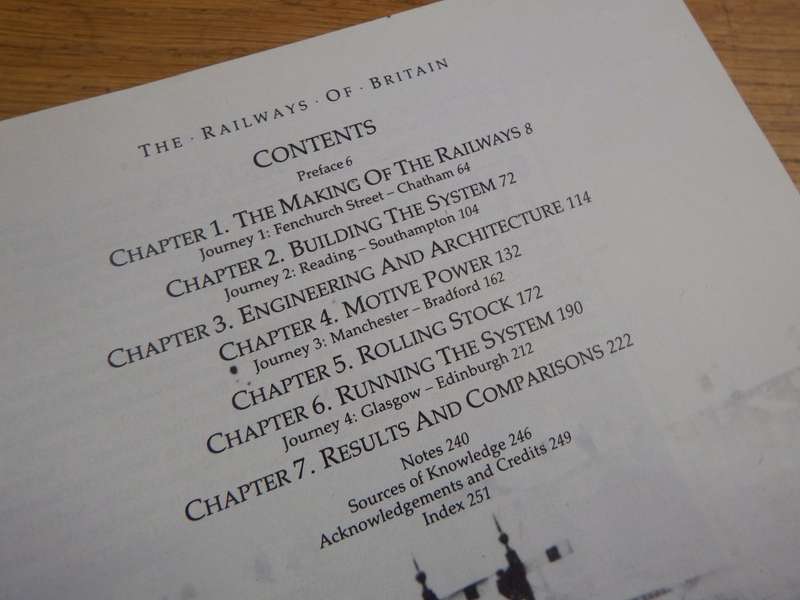 THE · RAILWAYS · OF · BRITAIN
CONTENTS
Preface 6
CHAPTER 1. THE MAKING OF THE RAILWAYS 8
Journey 1: Fenchurch Street – Chatham 64
CHAPTER 2. BUILDING THE SYSTEM 72
Journey 2: Reading – Southampton 104
CHAPTER 3. ENGINEERING AND ARCHITECTURE 114
CHAPTER 4. MOTIVE POWER 132
Journey 3: Manchester – Bradford 162
CHAPTER 5. ROLLING STOCK 172
CHAPTER 6. RUNNING THE SYSTEM 190
Journey 4: Glasgow – Edinburgh 212
CHAPTER 7. RESULTS AND COMPARISONS 222
Notes 240
Sources of Knowledge 246
Acknowledgements and Credits 249
Index 251